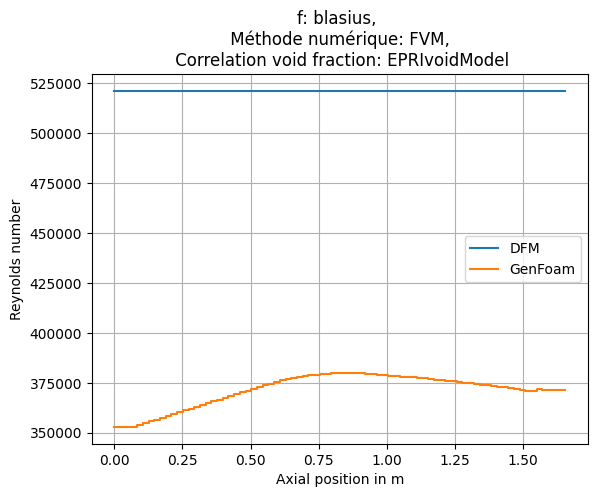 f: blasius,
Méthode numérique: FVM,
Correlation void fraction: EPRIvoidModel
525000
500000
475000
450000
425000
400000
375000
350000
Reynolds number
DFM
GenFoam
0.00 0.25 0.50 0.75 1.00 1.25 1.50
Axial position in m